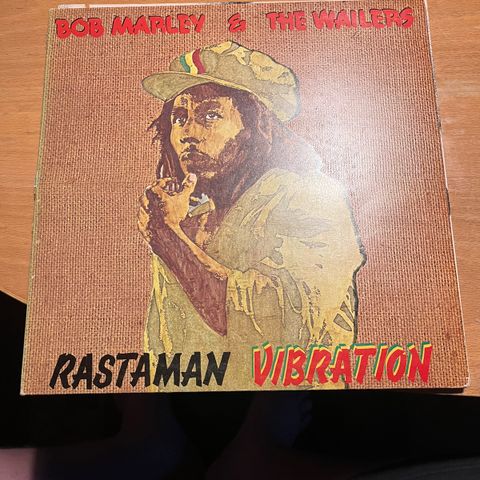 BOB MARLEY & THE WAILERS
RASTAMAN VIBRATION